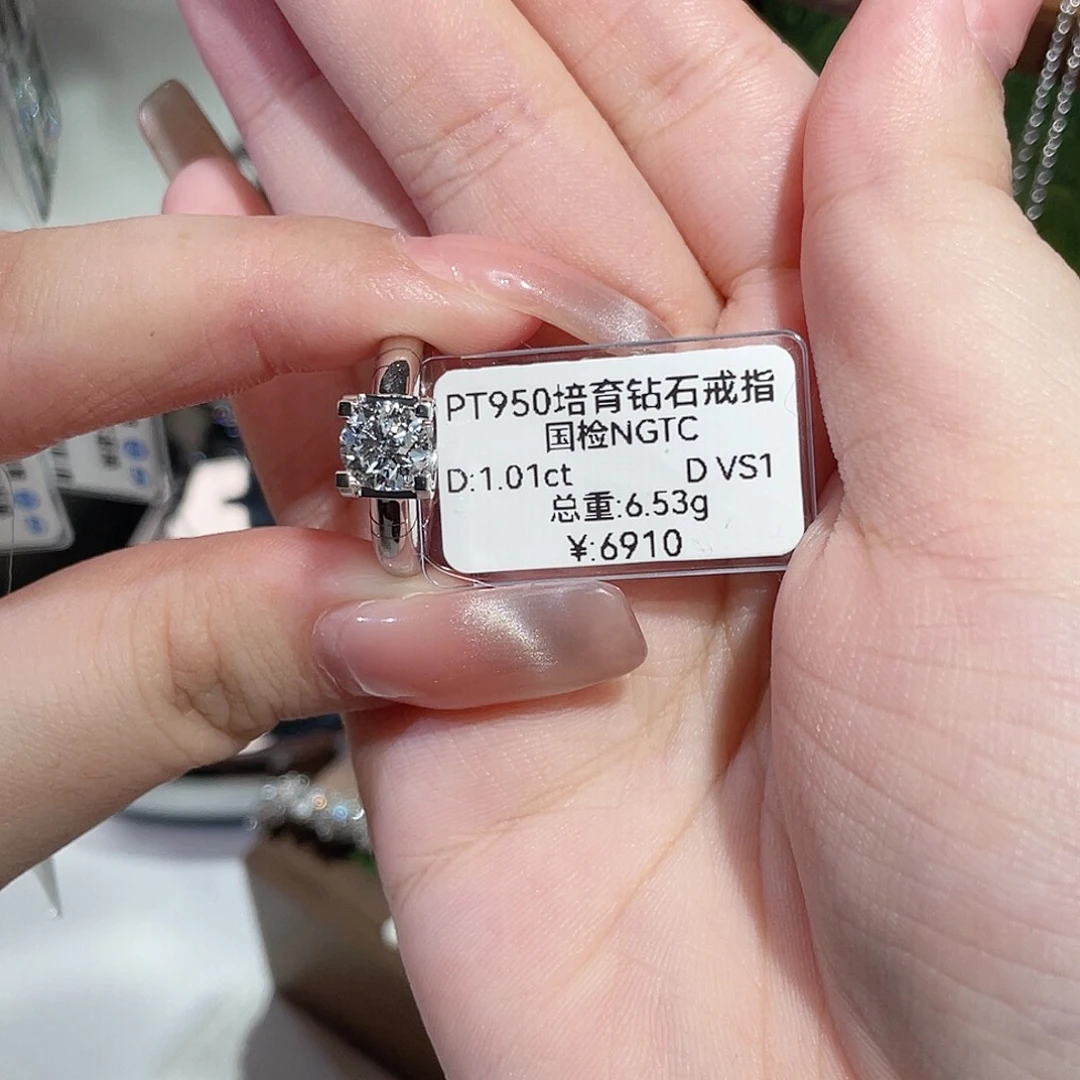 PT950培育钻石戒指
国检NGTC
D:1.01ct D VS1
总重:6.53g
¥:6910